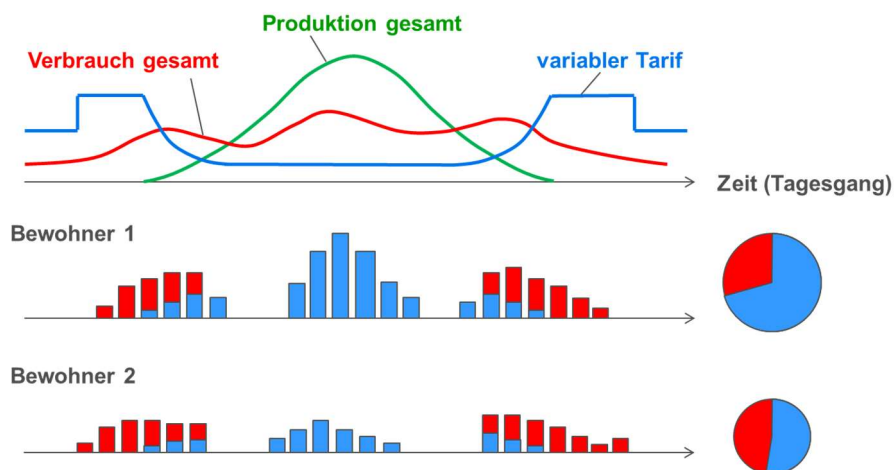 Produktion gesamt
Verbrauch gesamt
variabler Tarif
Zeit (Tagesgang)
Bewohner 1
Bewohner 2